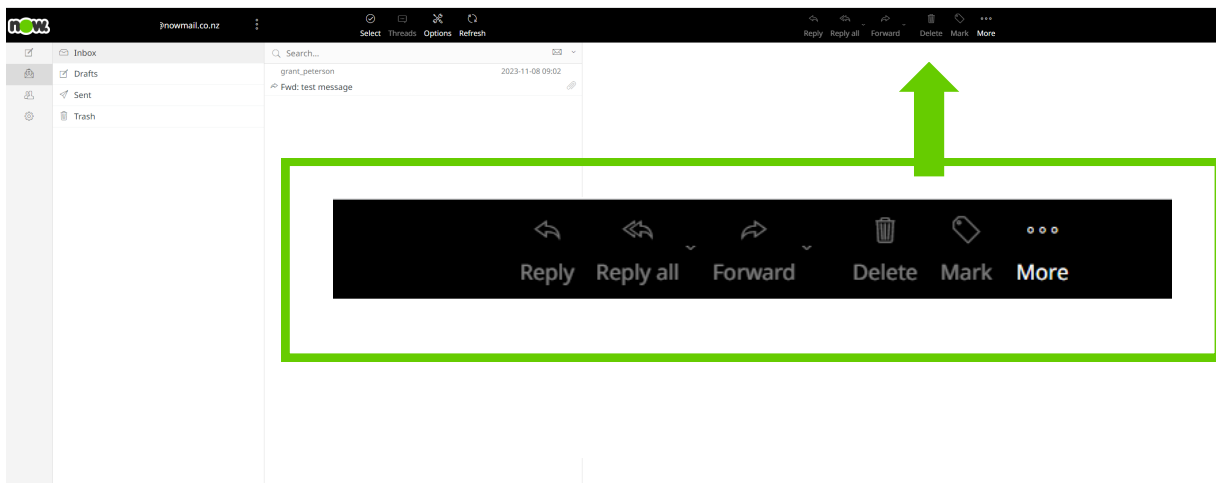 now @nowmail.co.nz Select Threads Options Refresh Reply Reply all Forward Delete Mark More
Inbox
Drafts
Sent
Trash
Search...
grant_peterson 2023-11-08 09:02
Fwd: test message
Reply Reply all Forward Delete Mark More